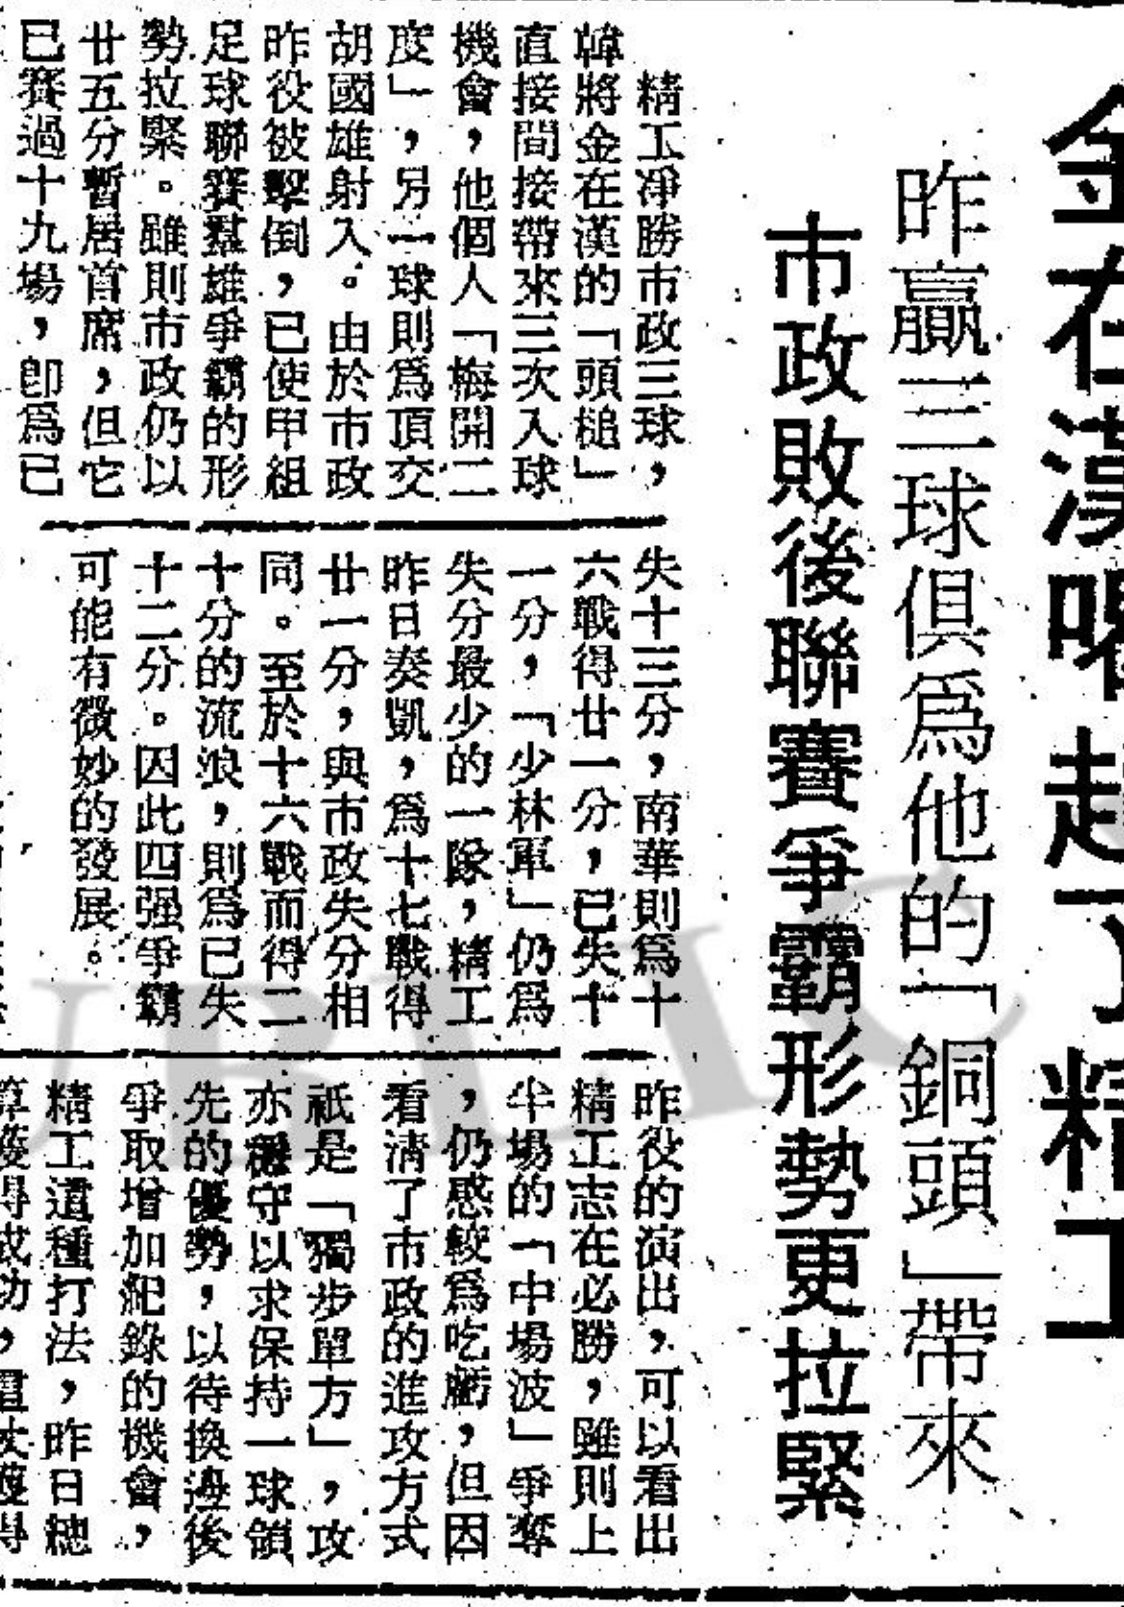 金在漢嘥起了精工
昨贏三球俱爲他的「銅頭」帶來
市政敗後聯賽爭霸形勢更拉緊
精工淨勝市政三球，
韓將金在漢的「頭槌」
直接間接帶來三次入球
機會，他個人「梅開二
度」，另一球則爲頂交
胡國雄射入。由於市政
昨役被擊倒，已使甲組
足球聯賽羣雄爭霸的形
勢拉緊。雖則市政仍以
廿五分暫居首席，但它
已賽過十九場，卽爲已
失十三分，南華則爲十
六戰得廿一分，已失十
一分，「少林軍」仍爲
失分最少的一隊，精工
昨日奏凱，爲十七戰得
廿一分，與市政失分相
同。至於十六戰而得二
十分的流浪，則爲已失
十二分。因此四强爭霸
可能有微妙的發展。
昨役的演出，可以看出
精工志在必勝，雖則上
半場的「中場波」爭奪
，仍感較爲吃虧，但因
看清了市政的進攻方式
祇是「獨步單方」，攻
亦穩守以求保持一球領
先的優勢，以待換邊後
爭取增加紀錄的機會，
精工這種打法，昨日總
算獲得成功，
PUBLIC